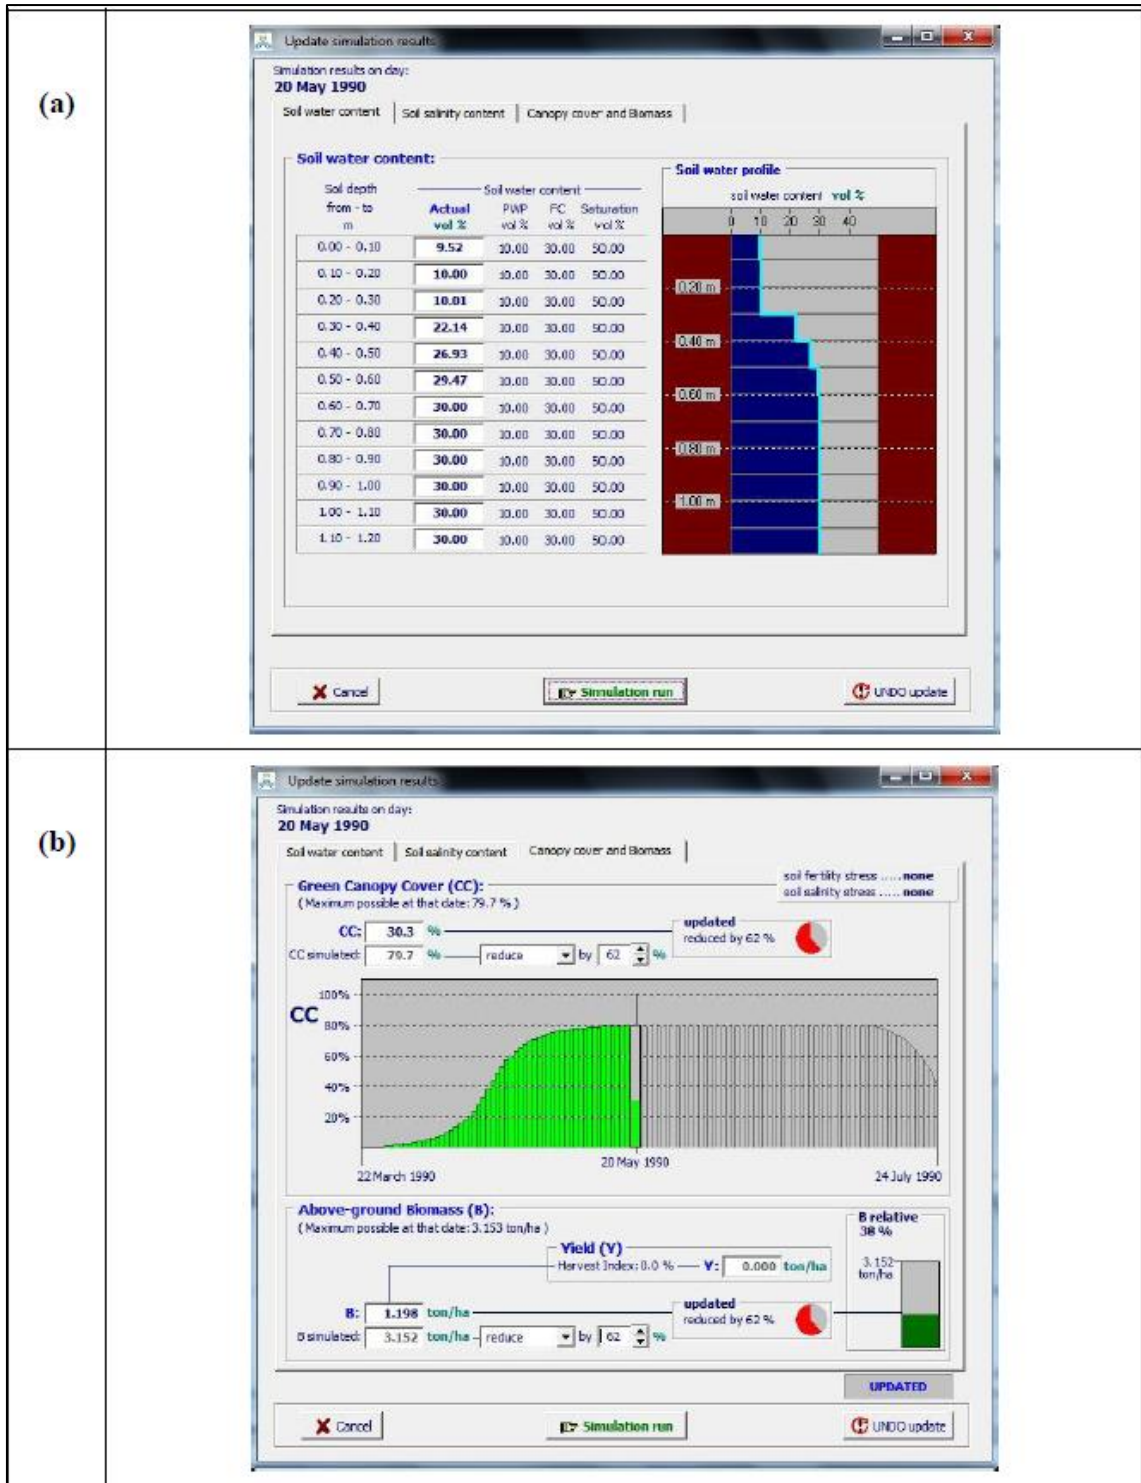 (a)
Update simulation results
Simulation results on day:
20 May 1990
Soil water content Soil salinity content Canopy cover and Biomass
Soil water content:
Soil depth Soil water content
from - to Actual PWP FC Saturation
m vol % vol % vol % vol %
0.00 - 0.10 9.52 10.00 30.00 50.00
0.10 - 0.20 10.00 10.00 30.00 50.00
0.20 - 0.30 10.01 10.00 30.00 50.00
0.30 - 0.40 22.14 10.00 30.00 50.00
0.40 - 0.50 26.93 10.00 30.00 50.00
0.50 - 0.60 29.47 10.00 30.00 50.00
0.60 - 0.70 30.00 10.00 30.00 50.00
0.70 - 0.80 30.00 10.00 30.00 50.00
0.80 - 0.90 30.00 10.00 30.00 50.00
0.90 - 1.00 30.00 10.00 30.00 50.00
1.00 - 1.10 30.00 10.00 30.00 50.00
1.10 - 1.20 30.00 10.00 30.00 50.00
Soil water profile
soil water content vol %
0 10 20 30 40
0.20 m
0.40 m
0.60 m
0.80 m
1.00 m
Cancel Simulation run UNDO update
(b)
Update simulation results
Simulation results on day:
20 May 1990
Soil water content Soil salinity content Canopy cover and Biomass
soil fertility stress ..... none
soil salinity stress ..... none
Green Canopy Cover (CC):
( Maximum possible at that date: 79.7 % )
CC: 30.3 %
CC simulated: 79.7 % reduce by 62 %
updated
reduced by 62 %
CC
100%
80%
60%
40%
20%
22 March 1990 20 May 1990 24 July 1990
Above-ground Biomass (B):
( Maximum possible at that date: 3.153 ton/ha )
Yield (Y)
Harvest Index: 0.0 % Y: 0.000 ton/ha
B: 1.198 ton/ha
B simulated: 3.152 ton/ha reduce by 62 %
updated
reduced by 62 %
B relative
38 %
3.152
ton/ha
UPDATED
Cancel Simulation run UNDO update